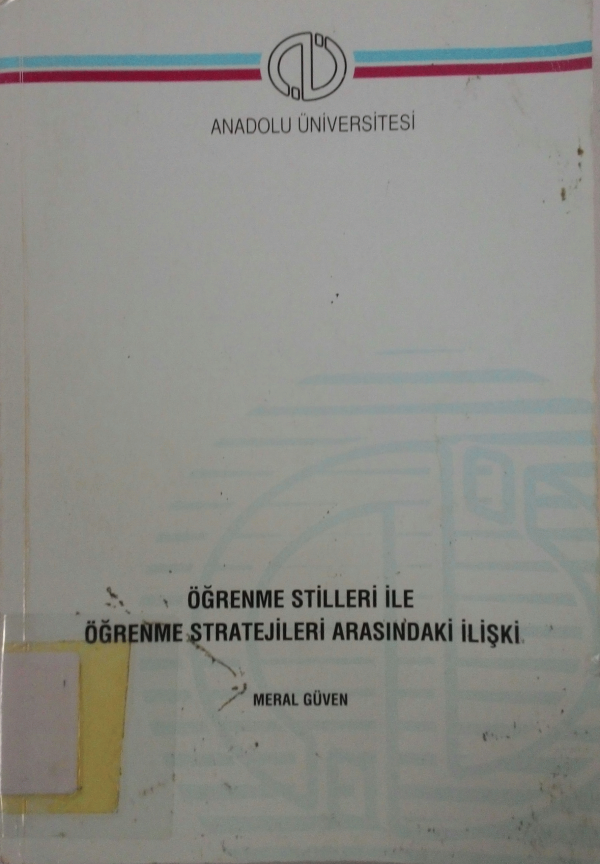 ANADOLU ÜNİVERSİTESİ
ÖĞRENME STİLLERİ İLE
ÖĞRENME STRATEJİLERİ ARASINDAKİ İLİŞKİ
MERAL GÜVEN